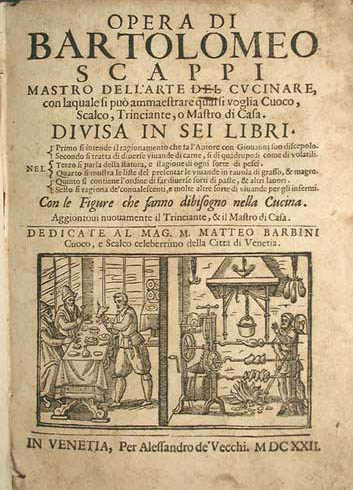 OPERA DI
BARTOLOMEO
SCAPPI
MASTRO DELL'ARTE DEL CVCINARE,
con laquale si può ammaestrare qual si voglia Cuoco,
Scalco, Trinciante, o Mastro di Casa.
DIVISA IN SEI LIBRI.
Primo si intende il ragionamento che fa l'Autore con Giouanni suo discepolo.
Secondo si tratta di diuerse viuande di carne, sì di quadrupedi come di volatili.
Terzo si parla della statura, e stagione di ogni sorte di pesci.
NEL
Quarto si mostra le liste del presentar le viuande in tauola di grasso, & magro.
Quinto si contiene l'ordine di far diuerse sorti di paste, & altri lauori.
Sesto si ragiona de'conualescenti, e molte altre sorte di viuande per gli infermi.
Con le Figure che fanno dibisogno nella Cucina.
Aggiontoui nuouamente il Trinciante, & il Mastro di Casa.
DEDICATE AL MAG. M. MATTEO BARBINI
Cuoco, e Scalco celeberrimo della Città di Venetia.
IN VENETIA, Per Alessandro de' Vecchi. MDCXXII.